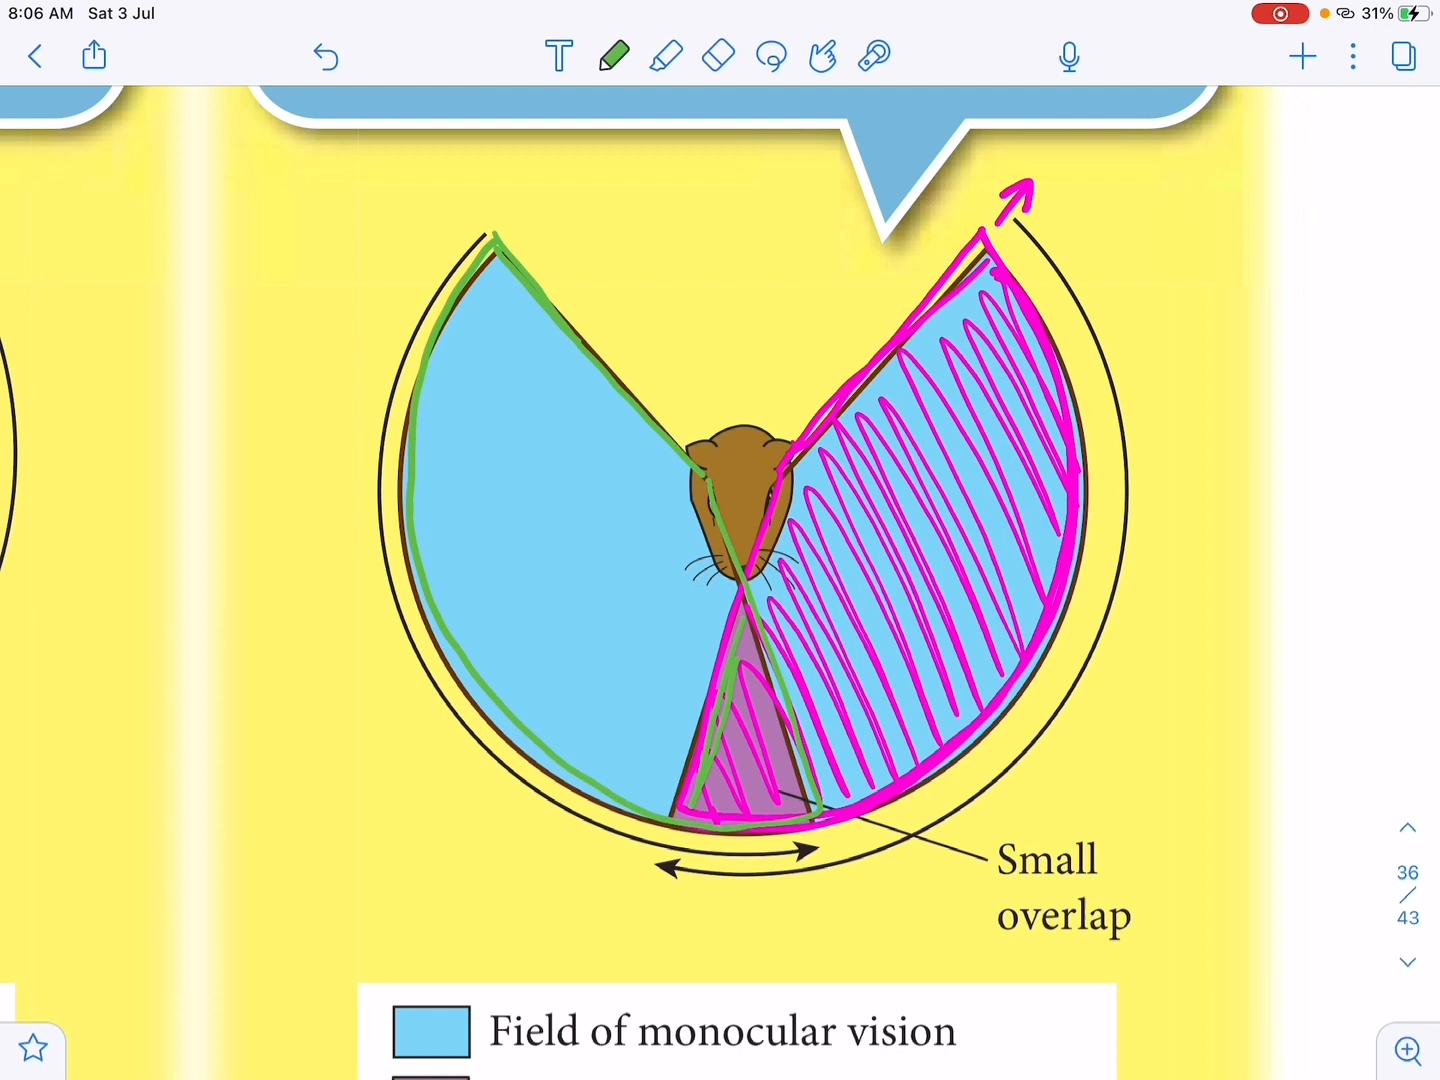 8:06 AM Sat 3 Jul
31%
T
Small
overlap
36
43
Field of monocular vision